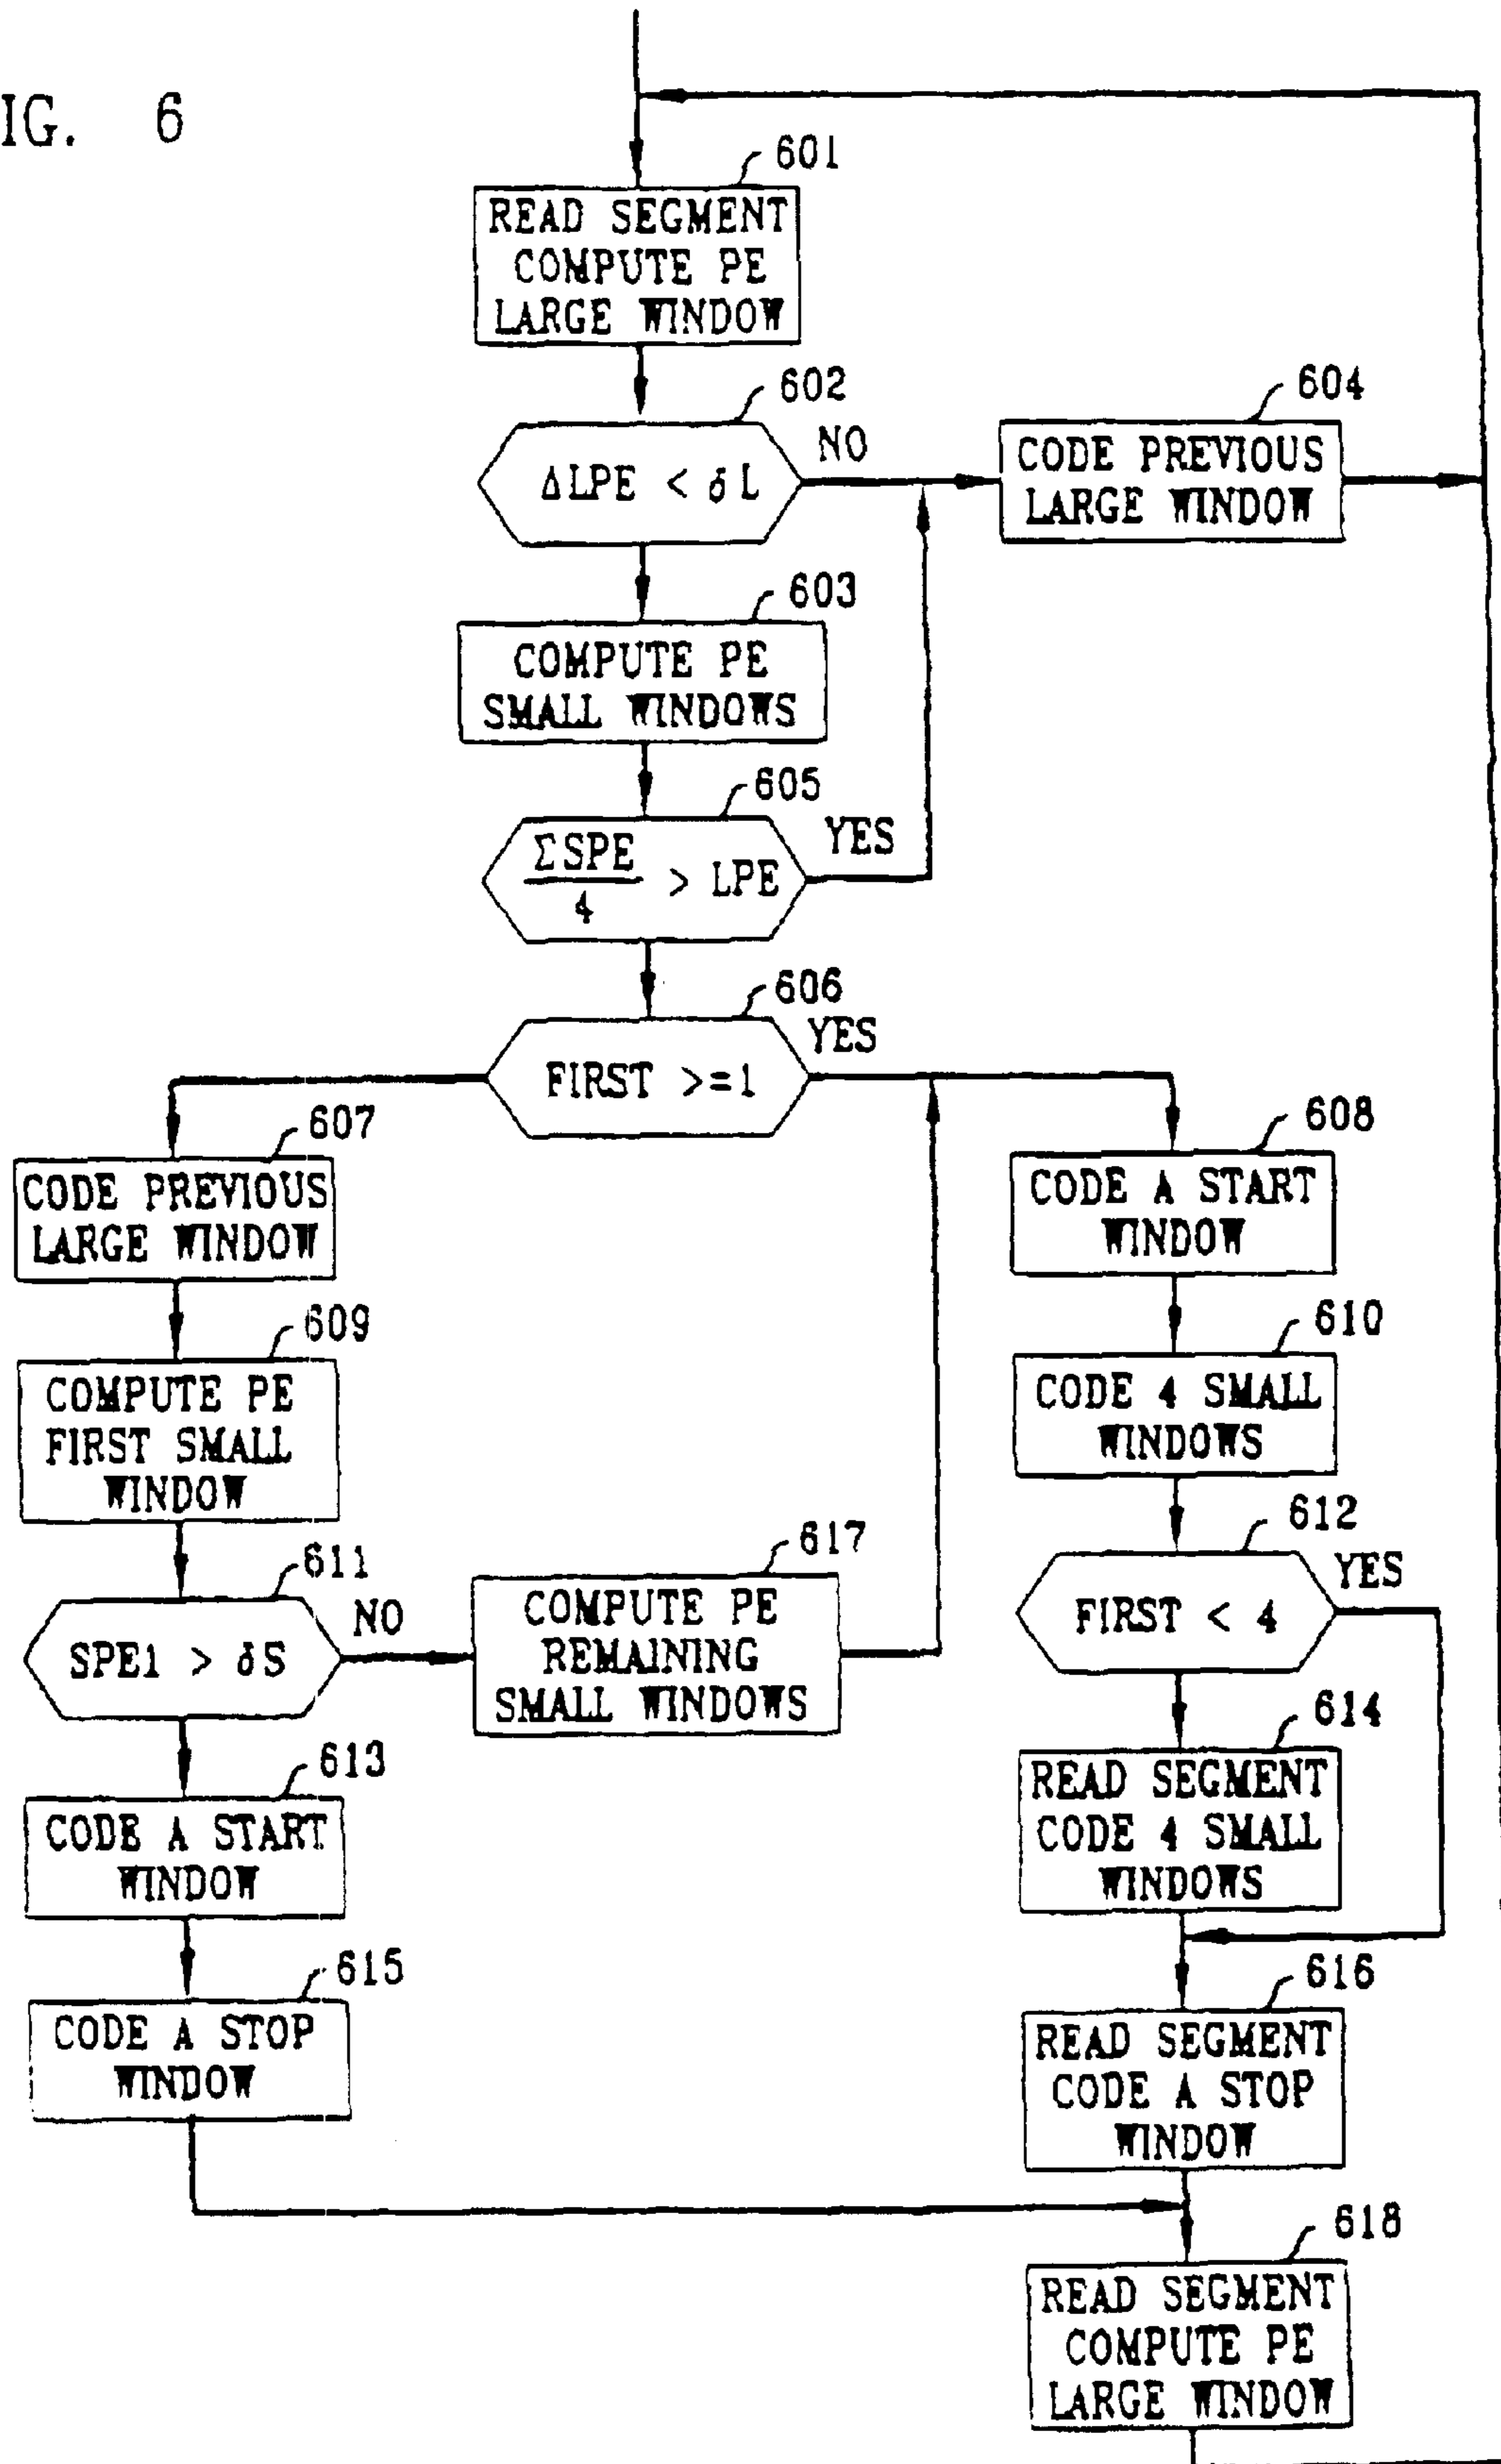 IG. 6
601
READ SEGMENT
COMPUTE PE
LARGE WINDOW
602
ΔLPE < δL
NO
604
CODE PREVIOUS
LARGE WINDOW
603
COMPUTE PE
SMALL WINDOWS
605
ΣSPE
4
> LPE
YES
606
FIRST >=1
YES
607
CODE PREVIOUS
LARGE WINDOW
608
CODE A START
WINDOW
609
COMPUTE PE
FIRST SMALL
WINDOW
610
CODE 4 SMALL
WINDOWS
611
SPE1 > δS
NO
617
COMPUTE PE
REMAINING
SMALL WINDOWS
612
FIRST < 4
YES
613
CODE A START
WINDOW
614
READ SEGMENT
CODE 4 SMALL
WINDOWS
615
CODE A STOP
WINDOW
616
READ SEGMENT
CODE A STOP
WINDOW
618
READ SEGMENT
COMPUTE PE
LARGE WINDOW